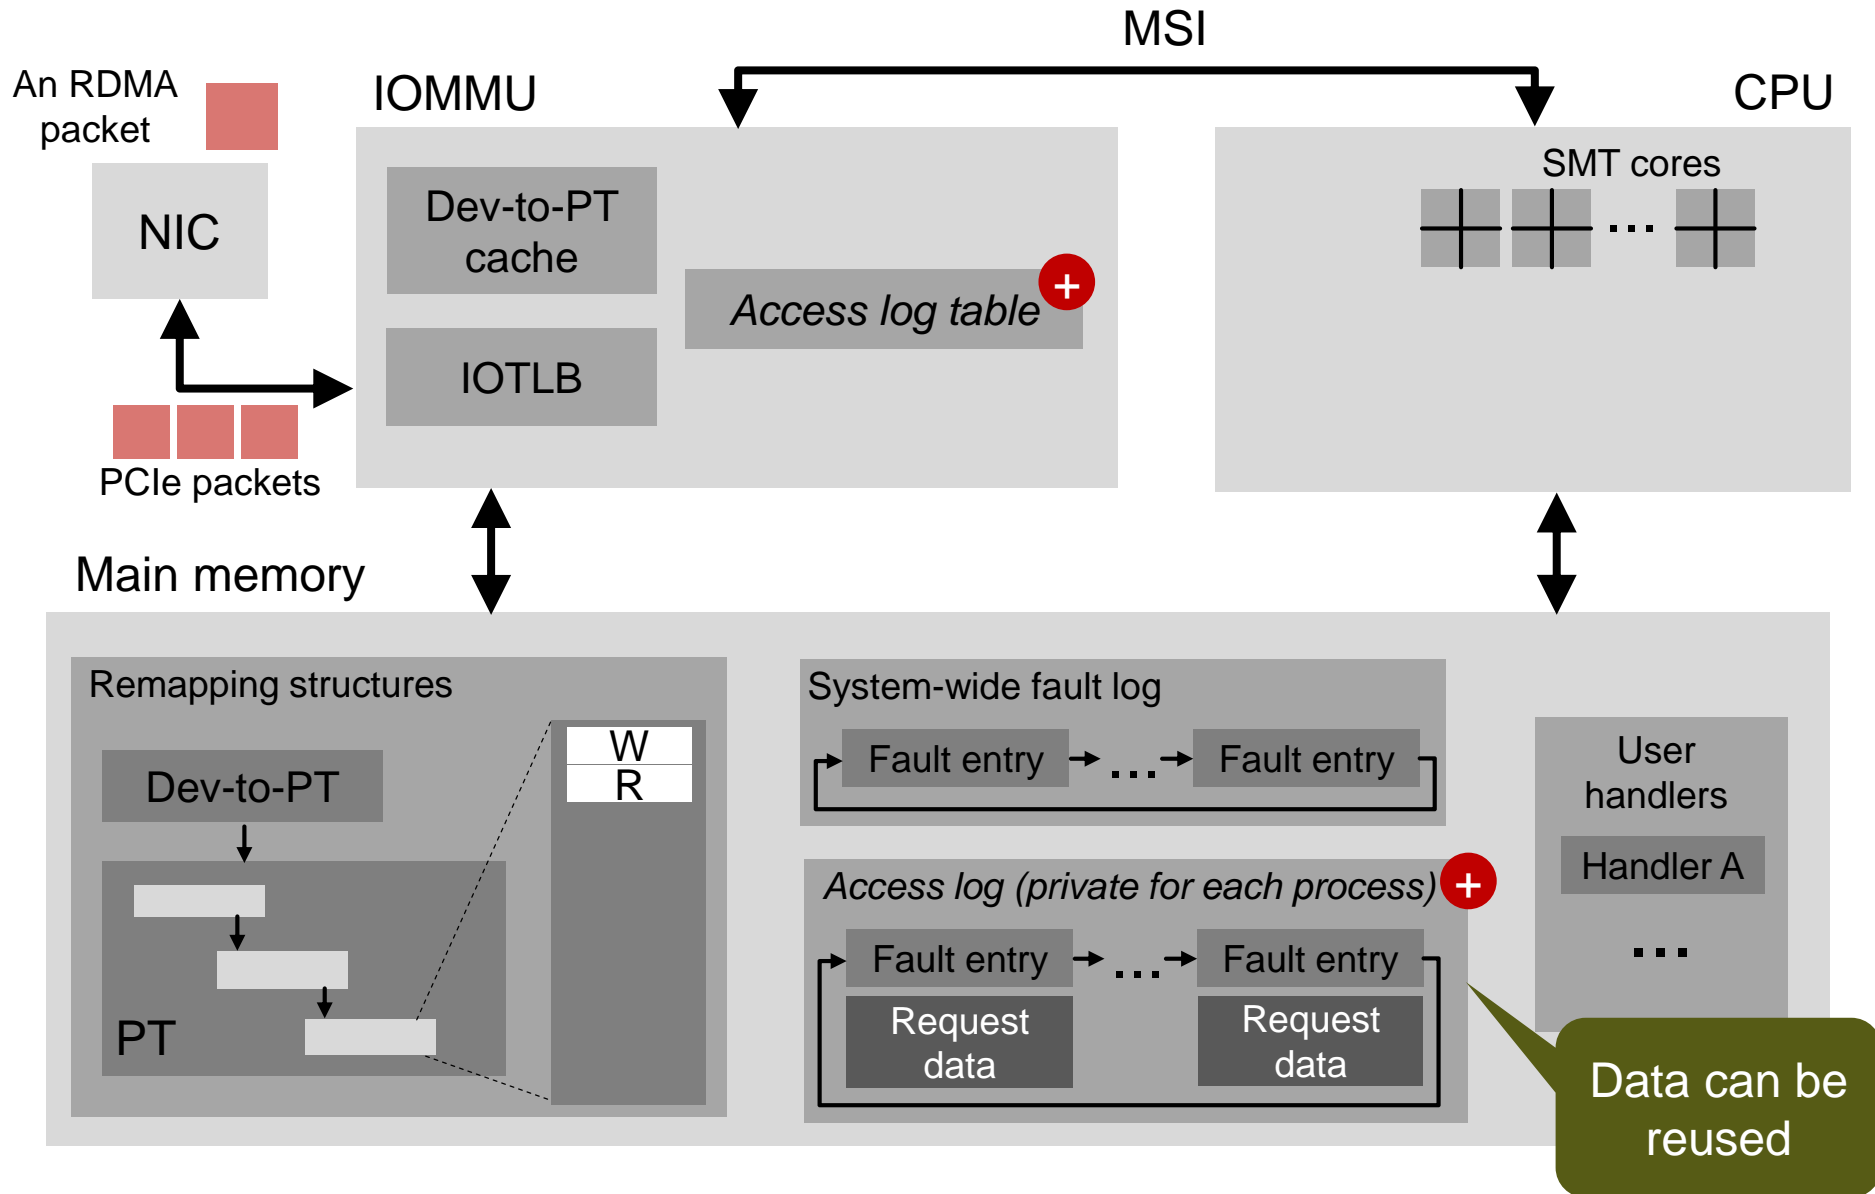 MSI
An RDMA
packet
IOMMU
CPU
NIC
Dev-to-PT
cache
Access log table
+
IOTLB
SMT cores
...
PCIe packets
Main memory
Remapping structures
Dev-to-PT
PT
W
R
System-wide fault log
Fault entry
...
Fault entry
Access log (private for each process)
+
Fault entry
...
Fault entry
Request
data
Request
data
User
handlers
Handler A
...
Data can be
reused